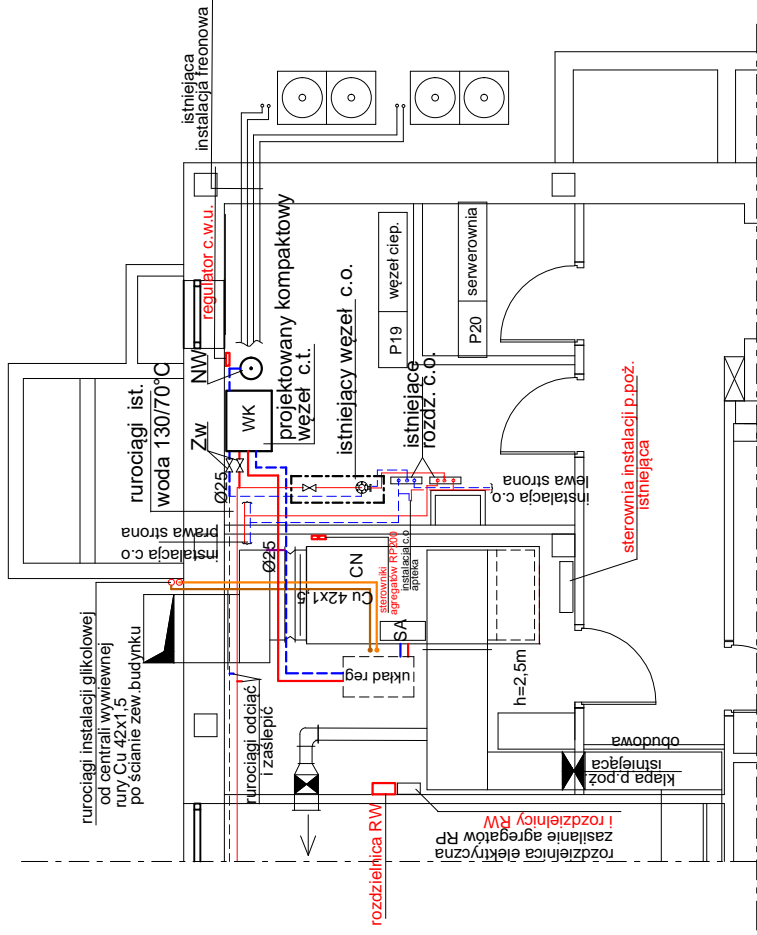 istniejąca
instalacja freonowa
regulator c.w.u.
NW
Zw
rurociągi ist.
woda 130/70°C
WK
projektowany kompaktowy
węzeł c.t.
istniejący węzeł c.o.
istniejące
rozdz. c.o.
P19
węzeł ciep.
P20
serwerownia
Ø25
instalacja c.o
prawa strona
instalacja c.o
lewa strona
sterownia instalacji p.poż.
istniejąca
rurociągi instalacji glikolowej
od centrali wywiewnej
rury Cu 42x1,5
po ścianie zew.budynku
Ø25
Cu 42x1,5
CN
sterowniki
agregatów RP200
instalacja c.o
apteka
SA
układ reg
h=2,5m
rurociągi odciąć
i zaślepić
obudowa
klapa p.poż.
istniejąca
rozdzielnica RW
rozdzielnica elektryczna
zasilanie agregatów RP
i rozdzielnicy RW